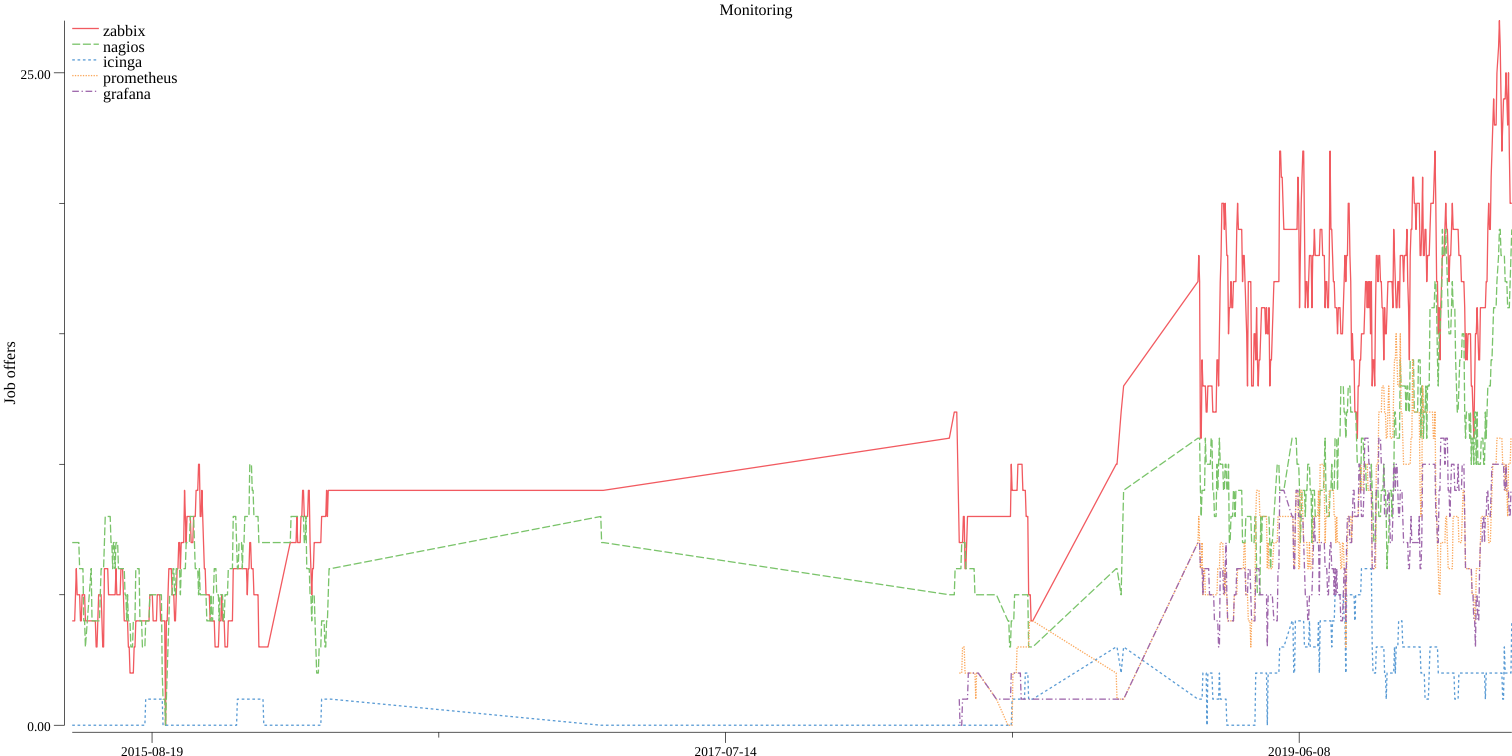 Monitoring
zabbix
nagios
icinga
prometheus
grafana
25.00
Job offers
0.00
2015-08-19
2017-07-14
2019-06-08